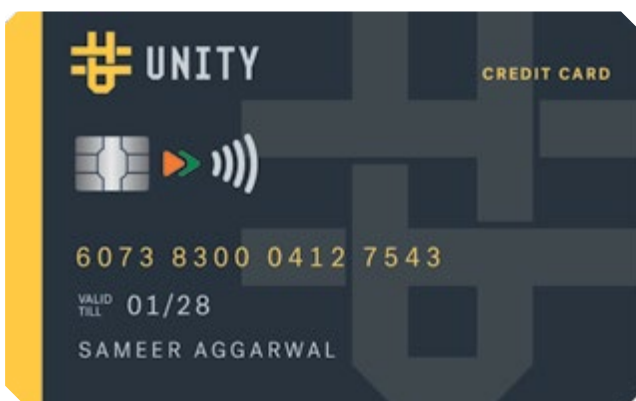 UNITY
CREDIT CARD
6073 8300 0412 7543
VALID TILL 01/28
SAMEER AGGARWAL